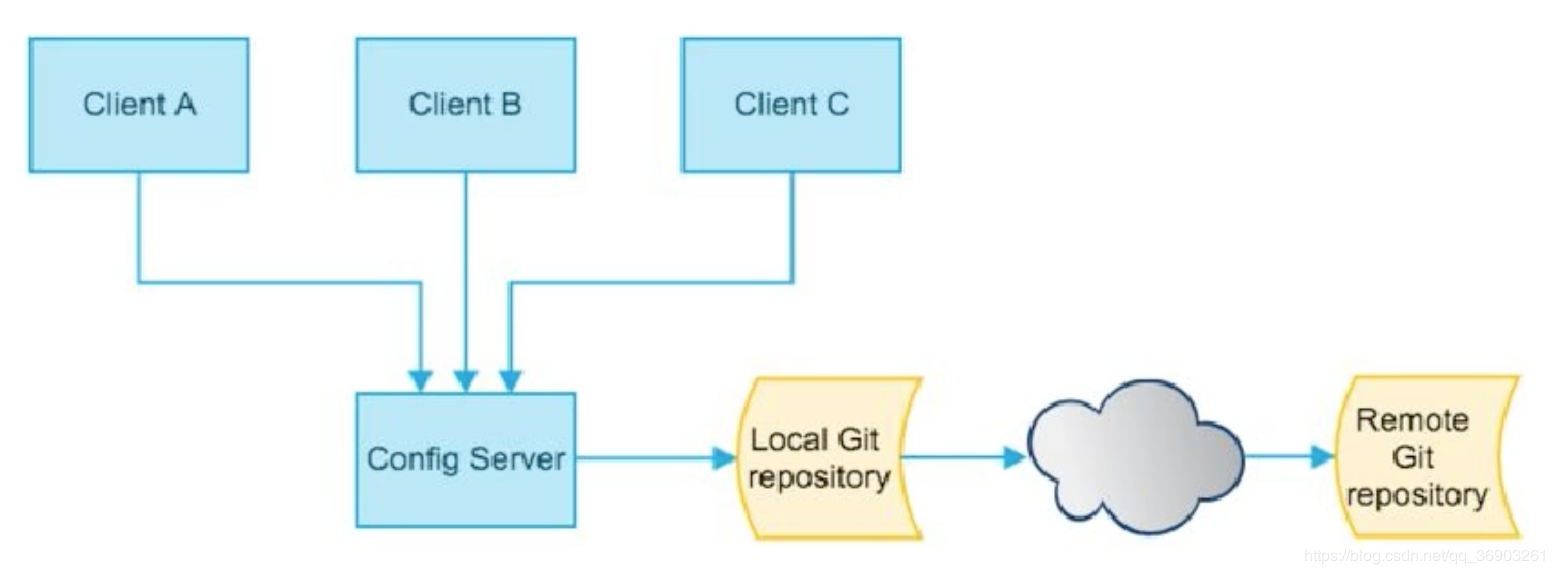 Client A
Client B
Client C
Config Server
Local Git
repository
Remote
Git
repository
https://blog.csdn.net/qq_36903261